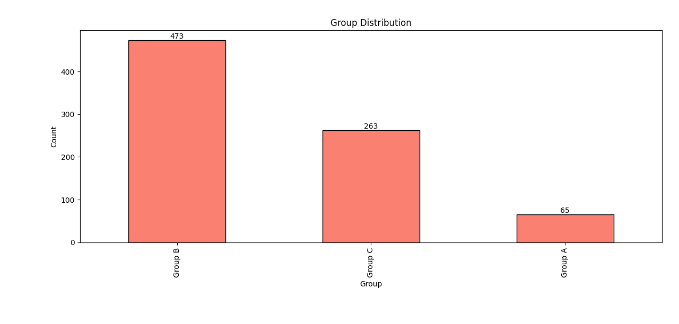 Group Distribution
473
263
65
400
300
200
100
0
Count
Group B
Group C
Group A
Group